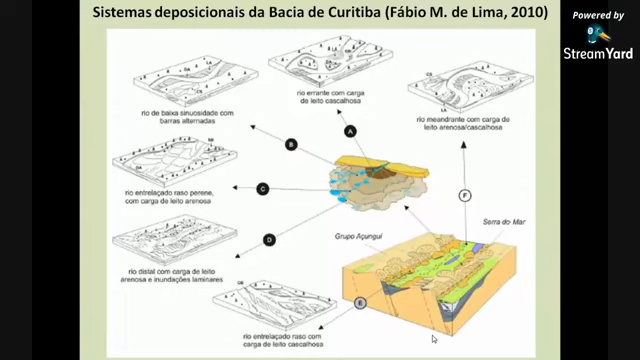 Sistemas deposicionais da Bacia de Curitiba (Fábio M. de Lima, 2010)
Powered by
StreamYard
rio de baixa sinuosidade com
barras alternadas
rio errante com carga
de leito cascalhosa
rio meandrante com carga de
leito arenosa/cascalhosa
A
B
rio entrelaçado raso perene,
com carga de leito arenosa
C
F
D
Grupo Açungui
Serra do Mar
rio distal com carga de leito
arenosa e inundações laminares
E
rio entrelaçado raso com
carga de leito cascalhosa